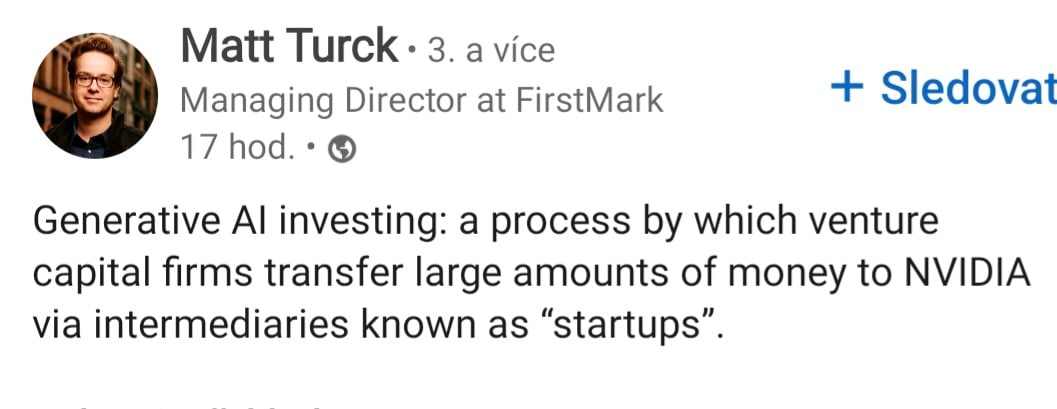 Matt Turck • 3. a více
Managing Director at FirstMark
+ Sledovat
17 hod. •
Generative AI investing: a process by which venture
capital firms transfer large amounts of money to NVIDIA
via intermediaries known as “startups”.